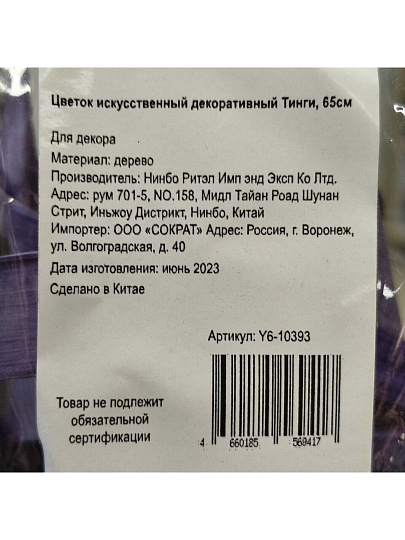 Цветок искусственный декоративный Тинги, 65см
Для декора
Материал: дерево
Производитель: Нинбо Ритэл Имп энд Эксп Ко Лтд.
Адрес: рум 701-5, NO.158, Мидл Тайан Роад Шунан
Стрит, Иньжоу Дистрикт, Нинбо, Китай
Импортер: ООО «СОКРАТ» Адрес: Россия, г. Воронеж,
ул. Волгоградская, д. 40
Дата изготовления: июнь 2023
Сделано в Китае
Артикул: Y6-10393
Товар не подлежит
обязательной
сертификации
4 660185 569417